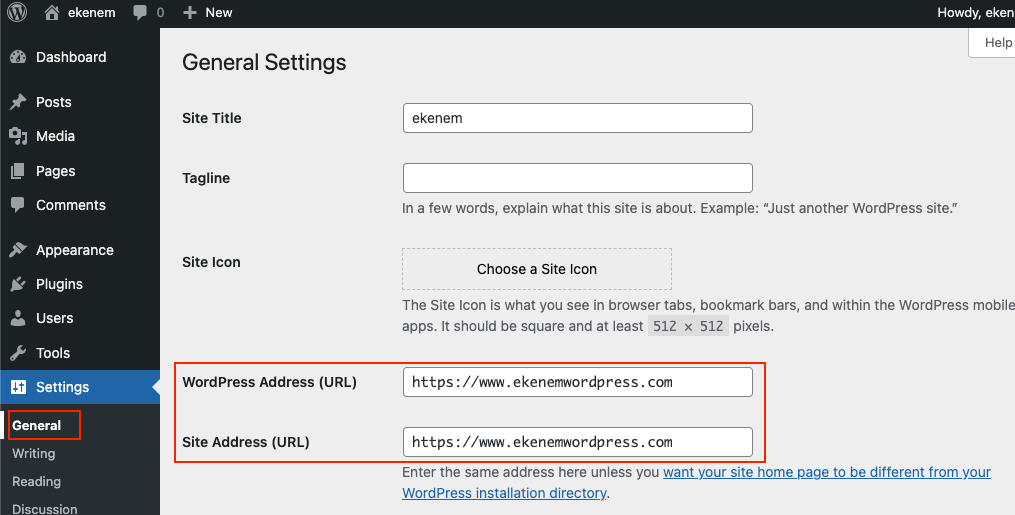 ekenem 0 New Howdy, eken
Help
Dashboard
Posts
Media
Pages
Comments
Appearance
Plugins
Users
Tools
Settings
General
Writing
Reading
Discussion
General Settings
Site Title ekenem
Tagline
In a few words, explain what this site is about. Example: “Just another WordPress site.”
Site Icon Choose a Site Icon
The Site Icon is what you see in browser tabs, bookmark bars, and within the WordPress mobile
apps. It should be square and at least 512 × 512 pixels.
WordPress Address (URL) https://www.ekenemwordpress.com
Site Address (URL) https://www.ekenemwordpress.com
Enter the same address here unless you want your site home page to be different from your
WordPress installation directory.